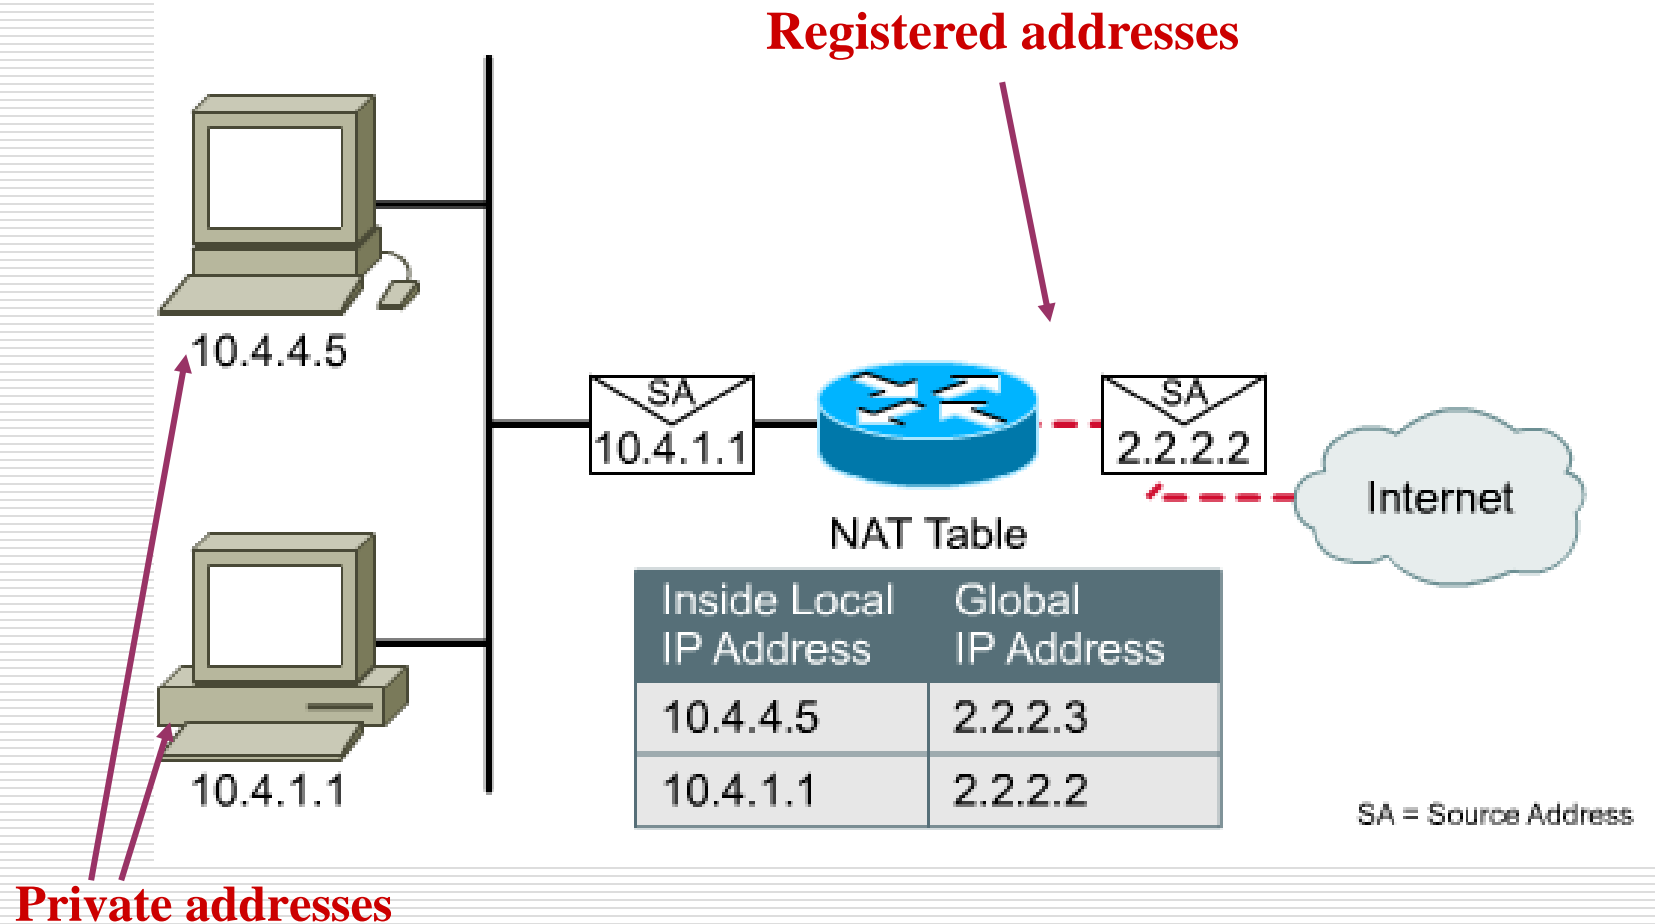 Registered addresses
10.4.4.5
SA
10.4.1.1
SA
2.2.2.2
Internet
NAT Table
Inside Local
IP Address
Global
IP Address
10.4.4.5
2.2.2.3
10.4.1.1
2.2.2.2
10.4.1.1
SA = Source Address
Private addresses